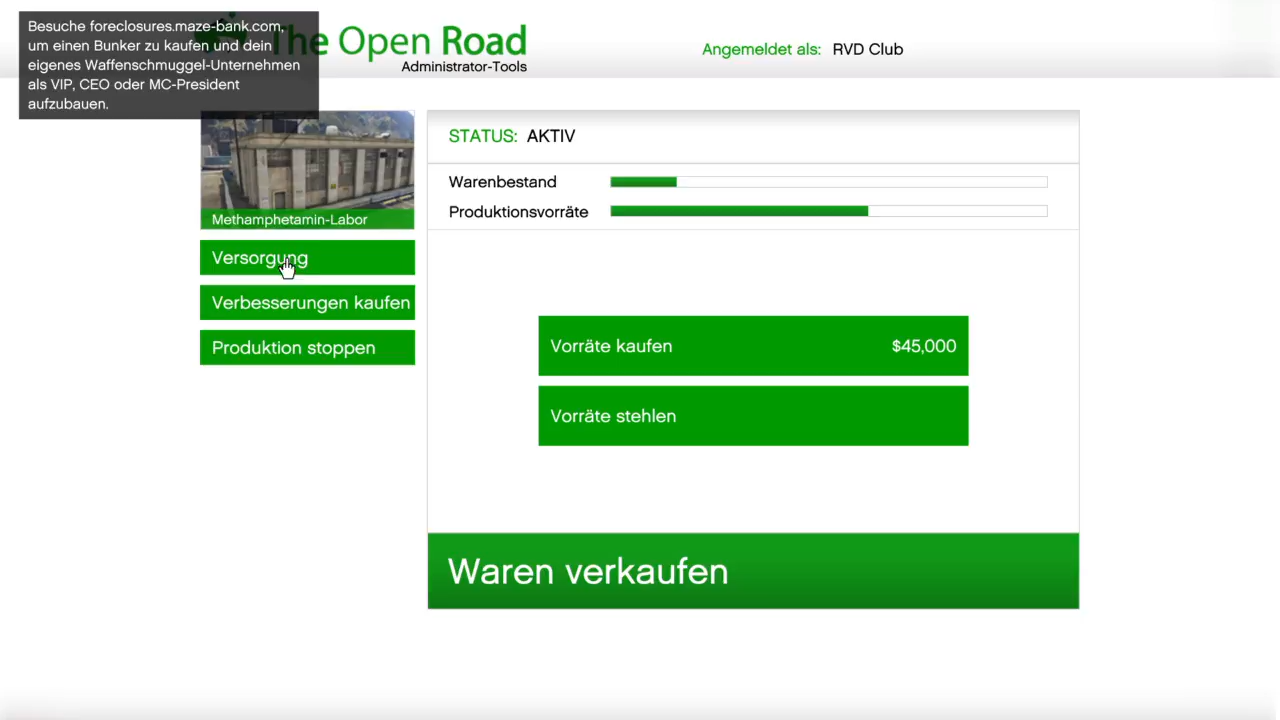 Besuche foreclosures.maze-bank.com,
um einen Bunker zu kaufen und dein
eigenes Waffenschmuggel-Unternehmen
als VIP, CEO oder MC-President
aufzubauen.
The Open Road
Administrator-Tools
Angemeldet als: RVD Club
Methamphetamin-Labor
Versorgung
Verbesserungen kaufen
Produktion stoppen
STATUS: AKTIV
Warenbestand
Produktionsvorräte
Vorräte kaufen $45,000
Vorräte stehlen
Waren verkaufen